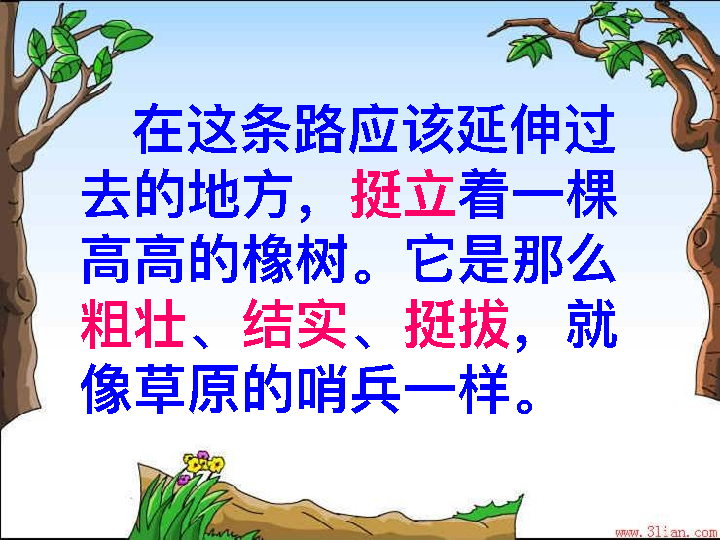 在这条路应该延伸过
去的地方，挺立着一棵
高高的橡树。它是那么
粗壮、结实、挺拔，就
像草原的哨兵一样。
www.3lian.com